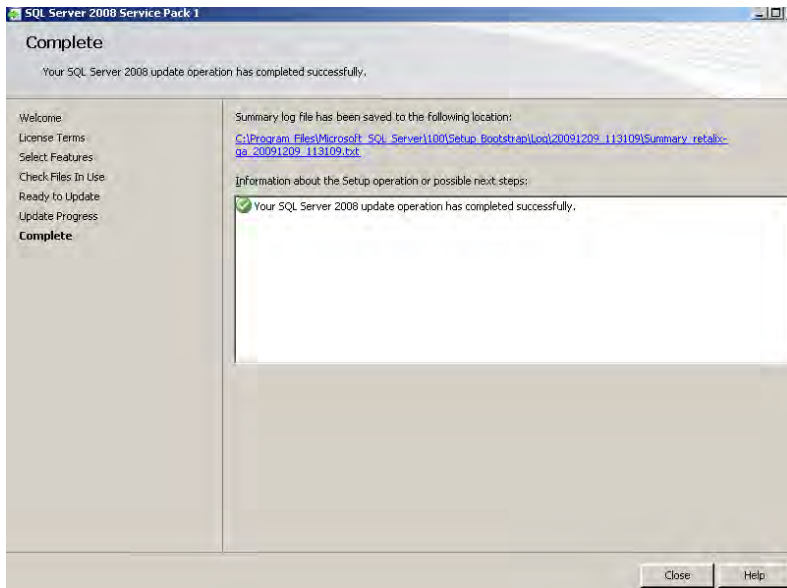 SQL Server 2008 Service Pack 1
Complete
Your SQL Server 2008 update operation has completed successfully.
Welcome
License Terms
Select Features
Check Files In Use
Ready to Update
Update Progress
Complete
Summary log file has been saved to the following location:
C:\Program Files\Microsoft SQL Server\100\Setup Bootstrap\Log\20091209_113109\Summary_retalix-
qa_20091209_113109.txt
Information about the Setup operation or possible next steps:
Your SQL Server 2008 update operation has completed successfully.
Close
Help